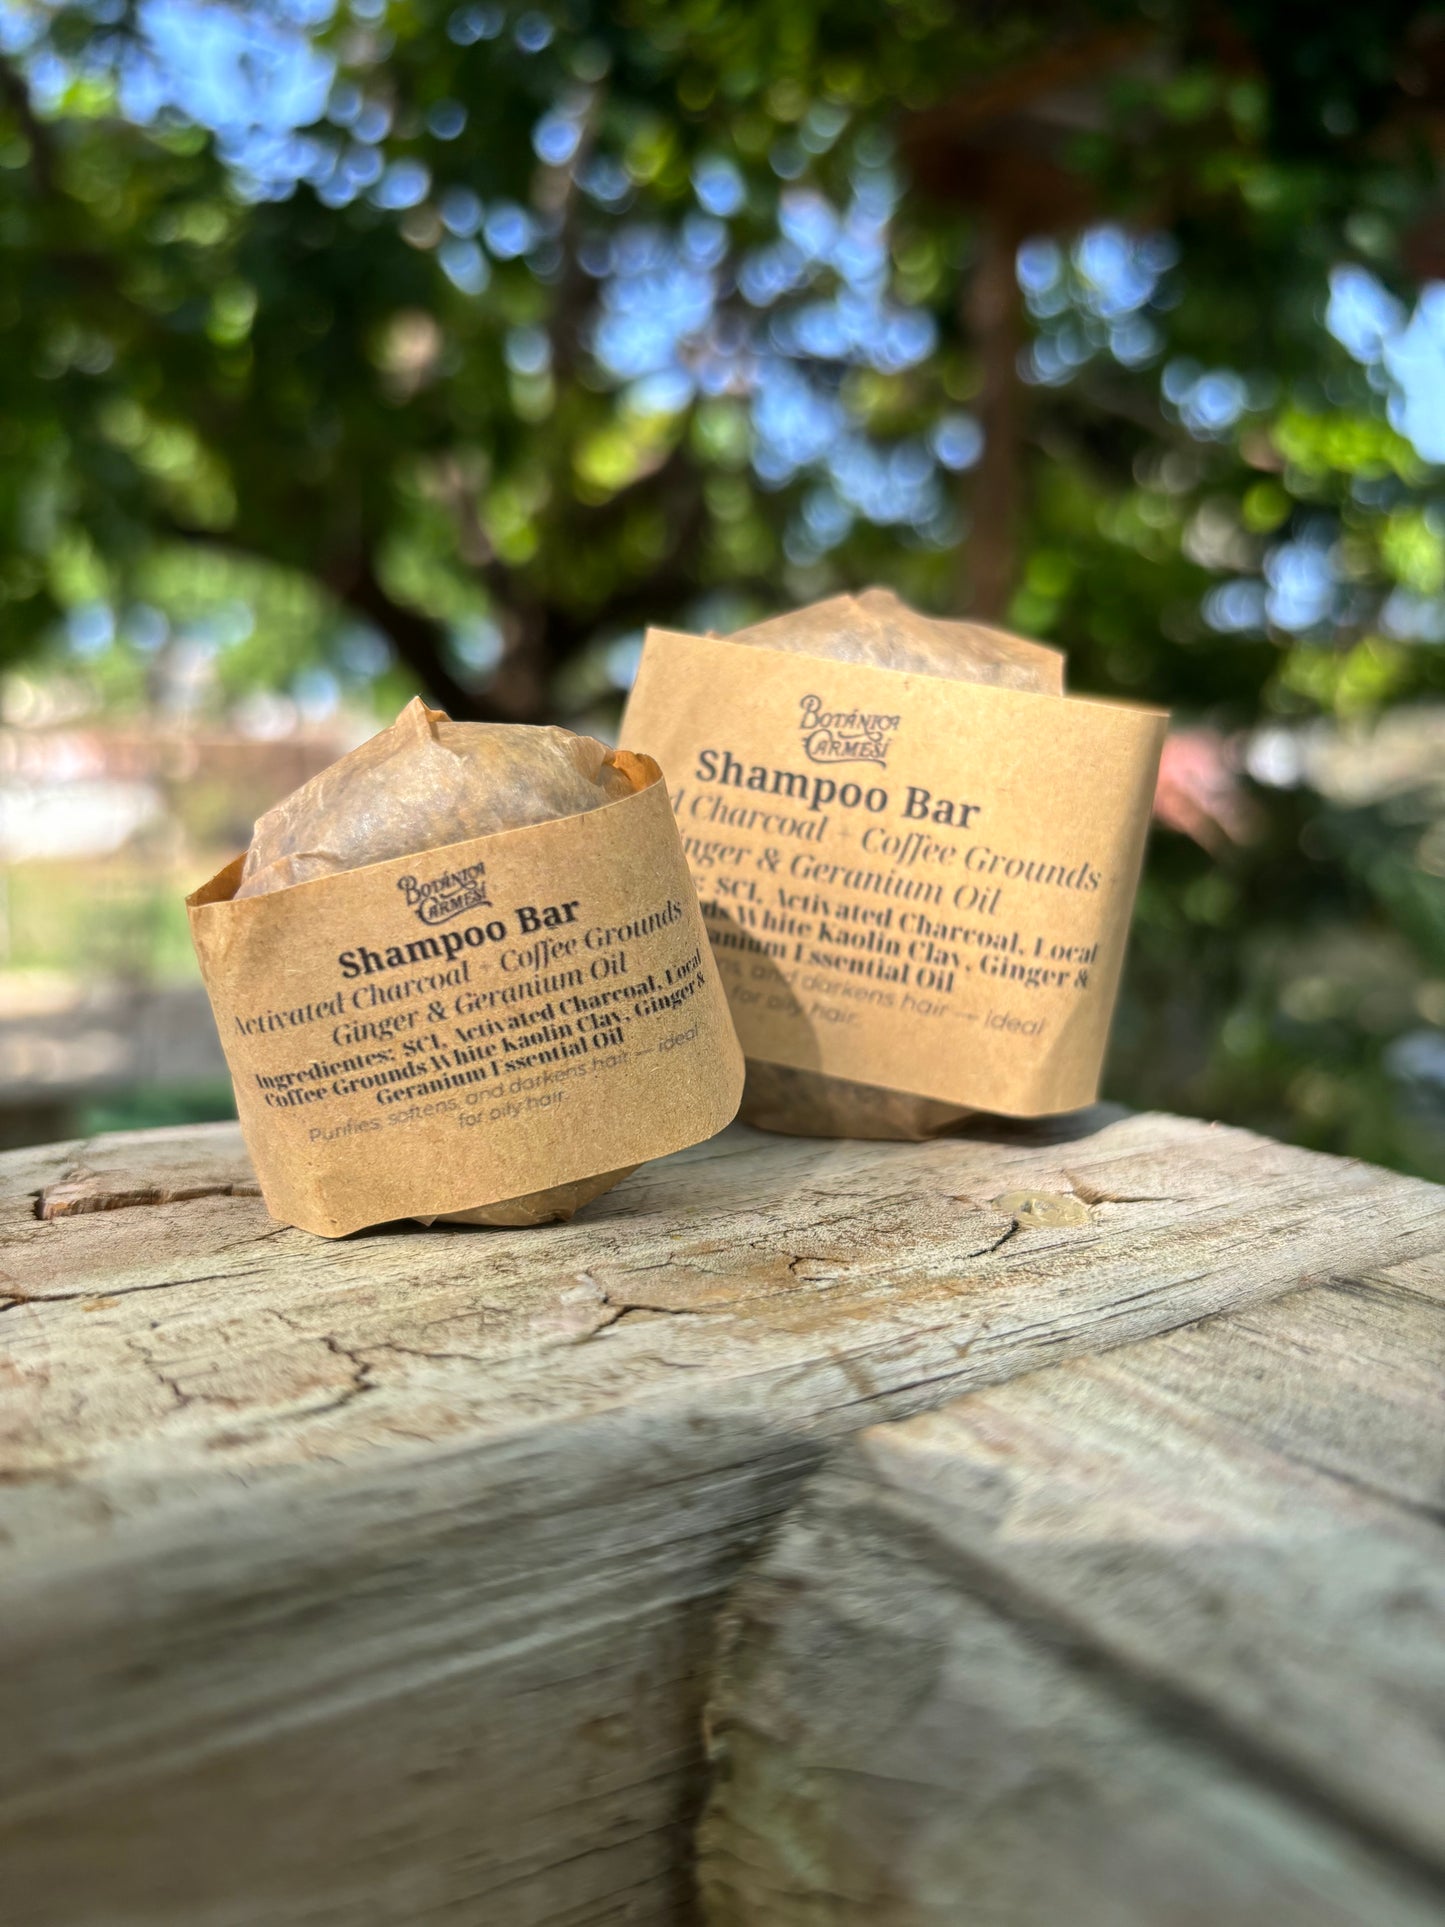 BOTÁNICA
CARMESÍ
Shampoo Bar
Activated Charcoal + Coffee Grounds
Ginger & Geranium Oil
Ingredientes: SCI, Activated Charcoal, Local
Coffee Grounds White Kaolin Clay, Ginger &
Geranium Essential Oil
Purifies, softens, and darkens hair — ideal
for oily hair.
BOTÁNICA
CARMESÍ
Shampoo Bar
Charcoal + Coffee Grounds
& Geranium Oil
SCI, Activated Charcoal, Local
White Kaolin Clay, Ginger &
Essential Oil
and darkens hair — ideal
for oily hair.